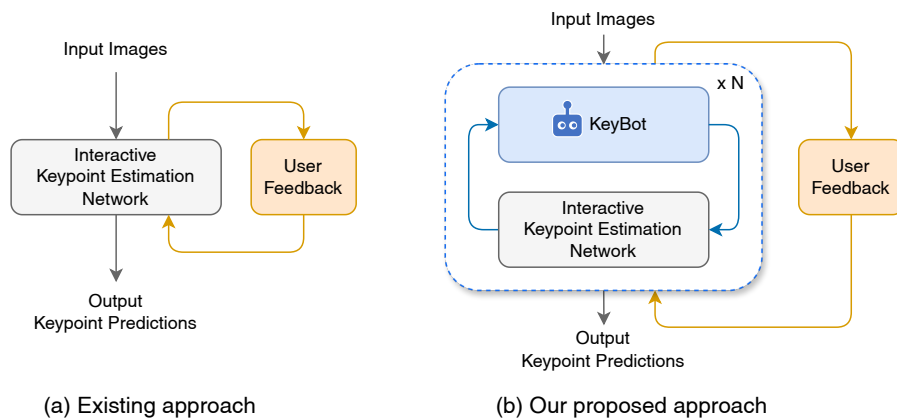 Input Images
Interactive
Keypoint Estimation
Network
User
Feedback
Output
Keypoint Predictions
(a) Existing approach
Input Images
x N
KeyBot
Interactive
Keypoint Estimation
Network
User
Feedback
Output
Keypoint Predictions
(b) Our proposed approach